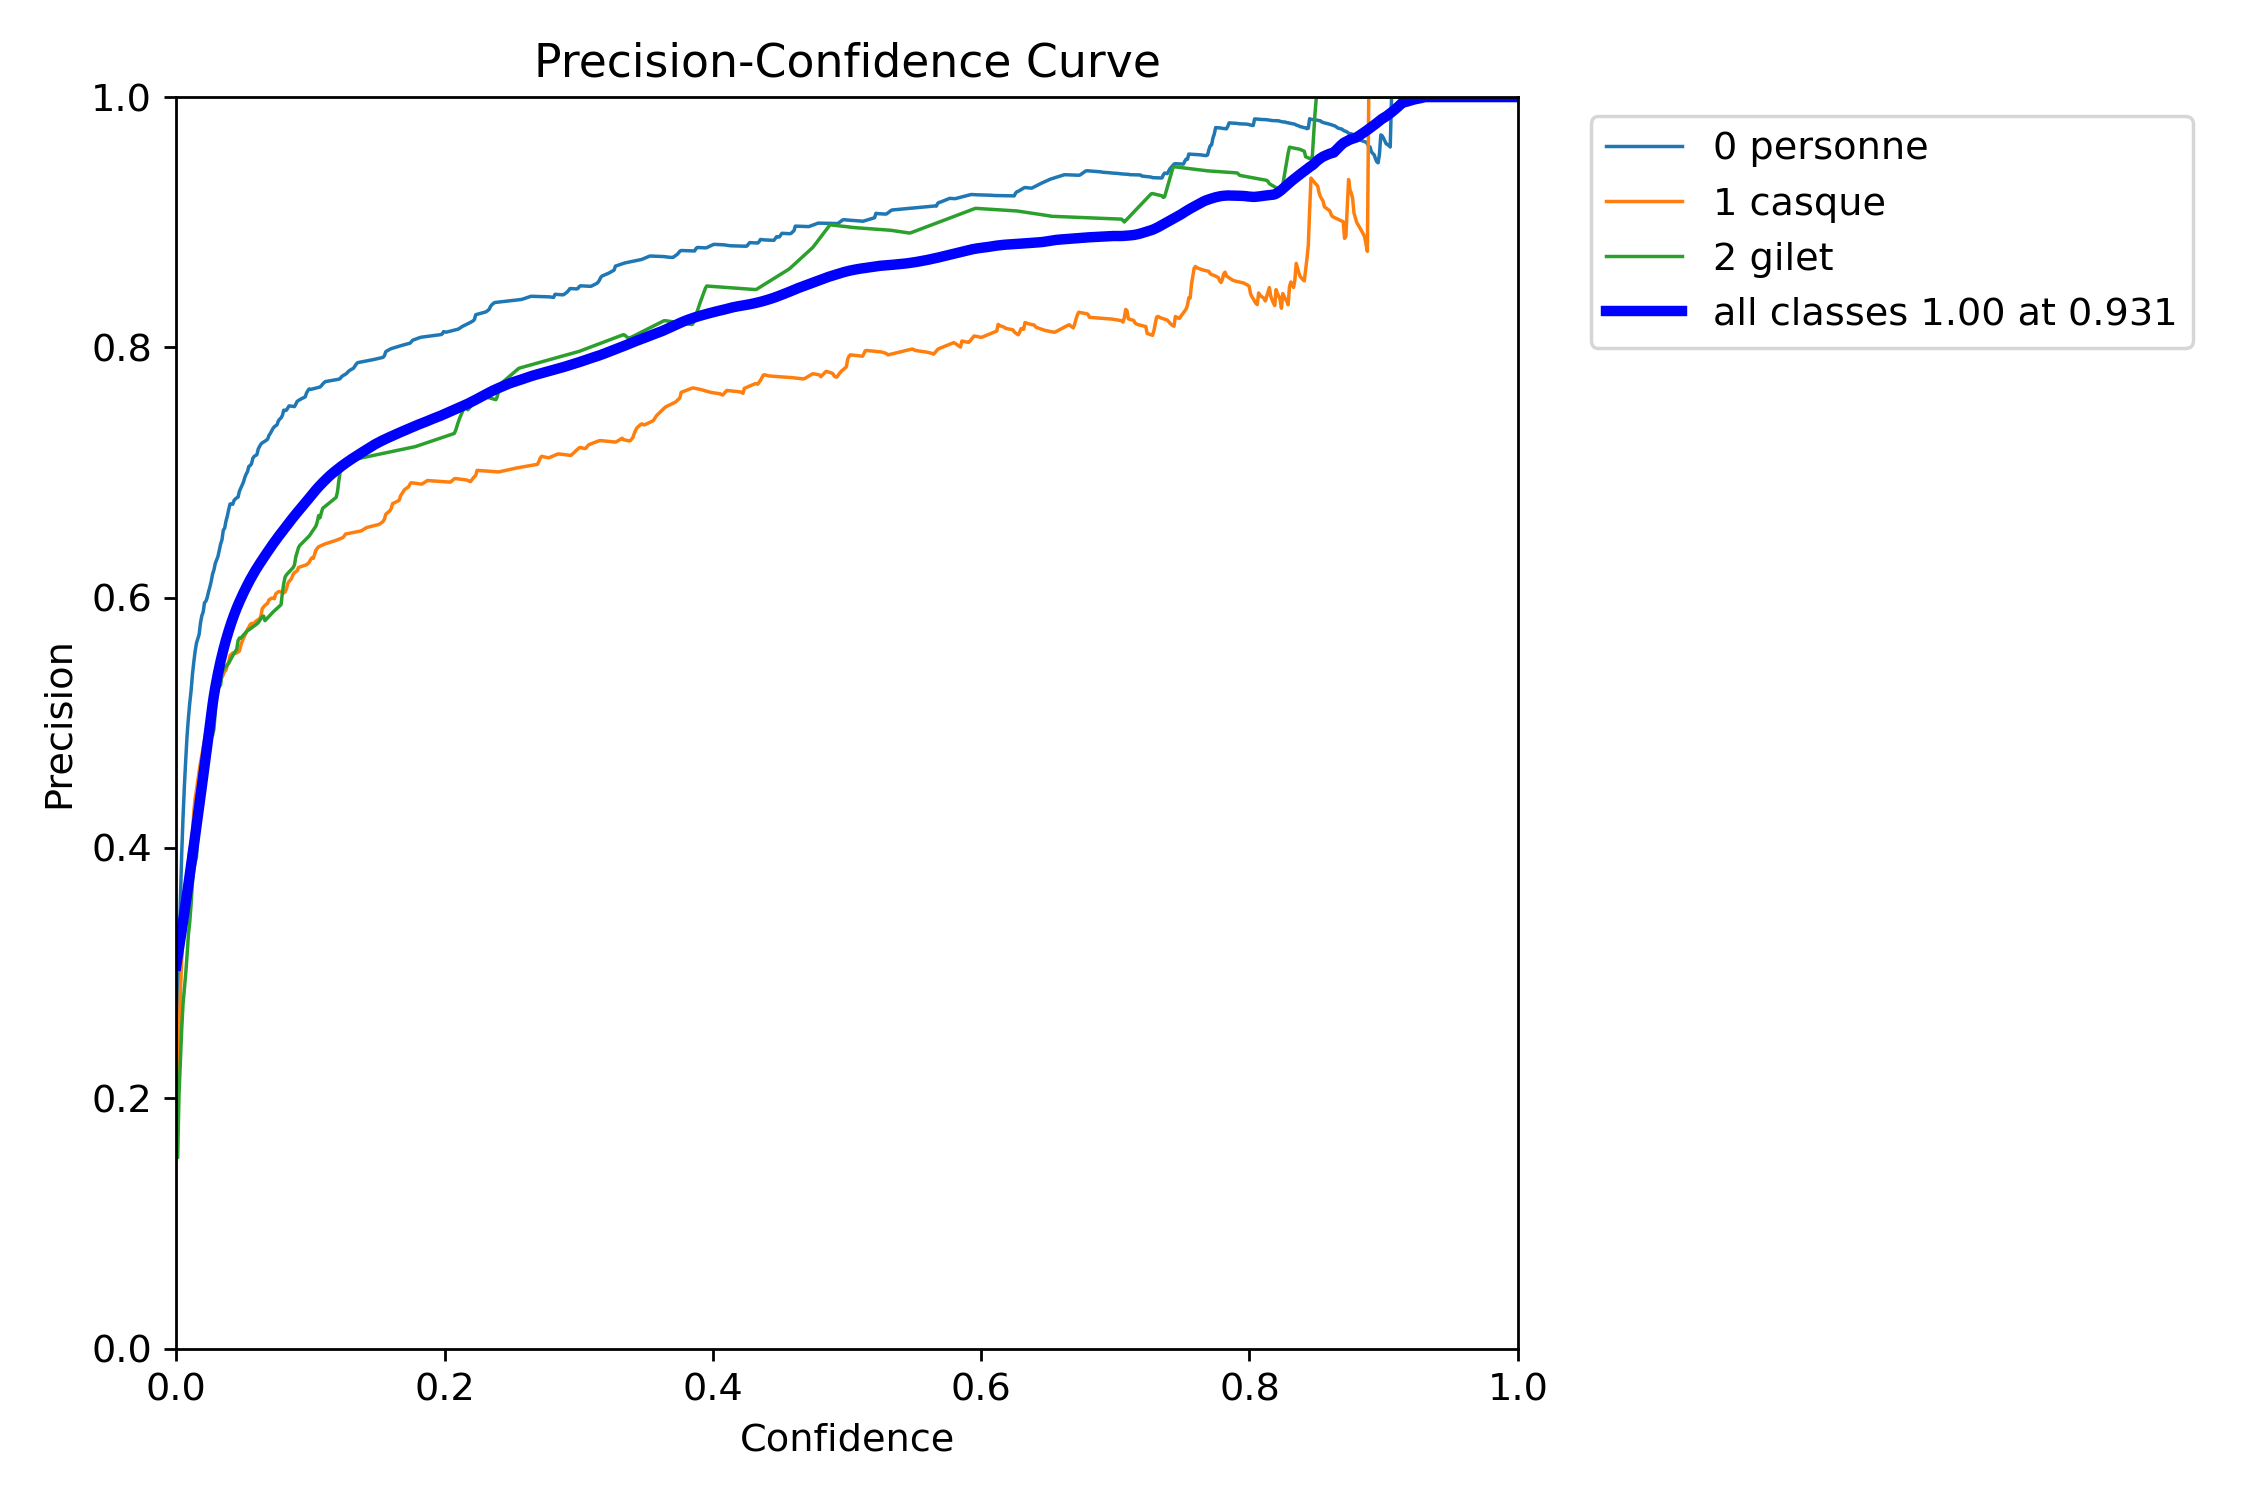 Precision-Confidence Curve
1.0
0.8
0.6
0.4
0.2
0.0
Precision
0.0 0.2 0.4 0.6 0.8 1.0
Confidence
0 personne
1 casque
2 gilet
all classes 1.00 at 0.931